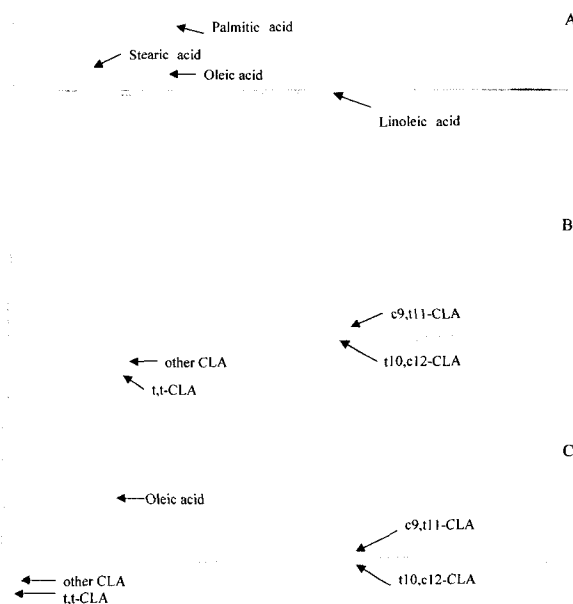 A
Palmitic acid
Stearic acid
Oleic acid
Linoleic acid
B
c9,t11-CLA
other CLA
t10,c12-CLA
t,t-CLA
C
Oleic acid
c9,t11-CLA
other CLA
t10,c12-CLA
t,t-CLA